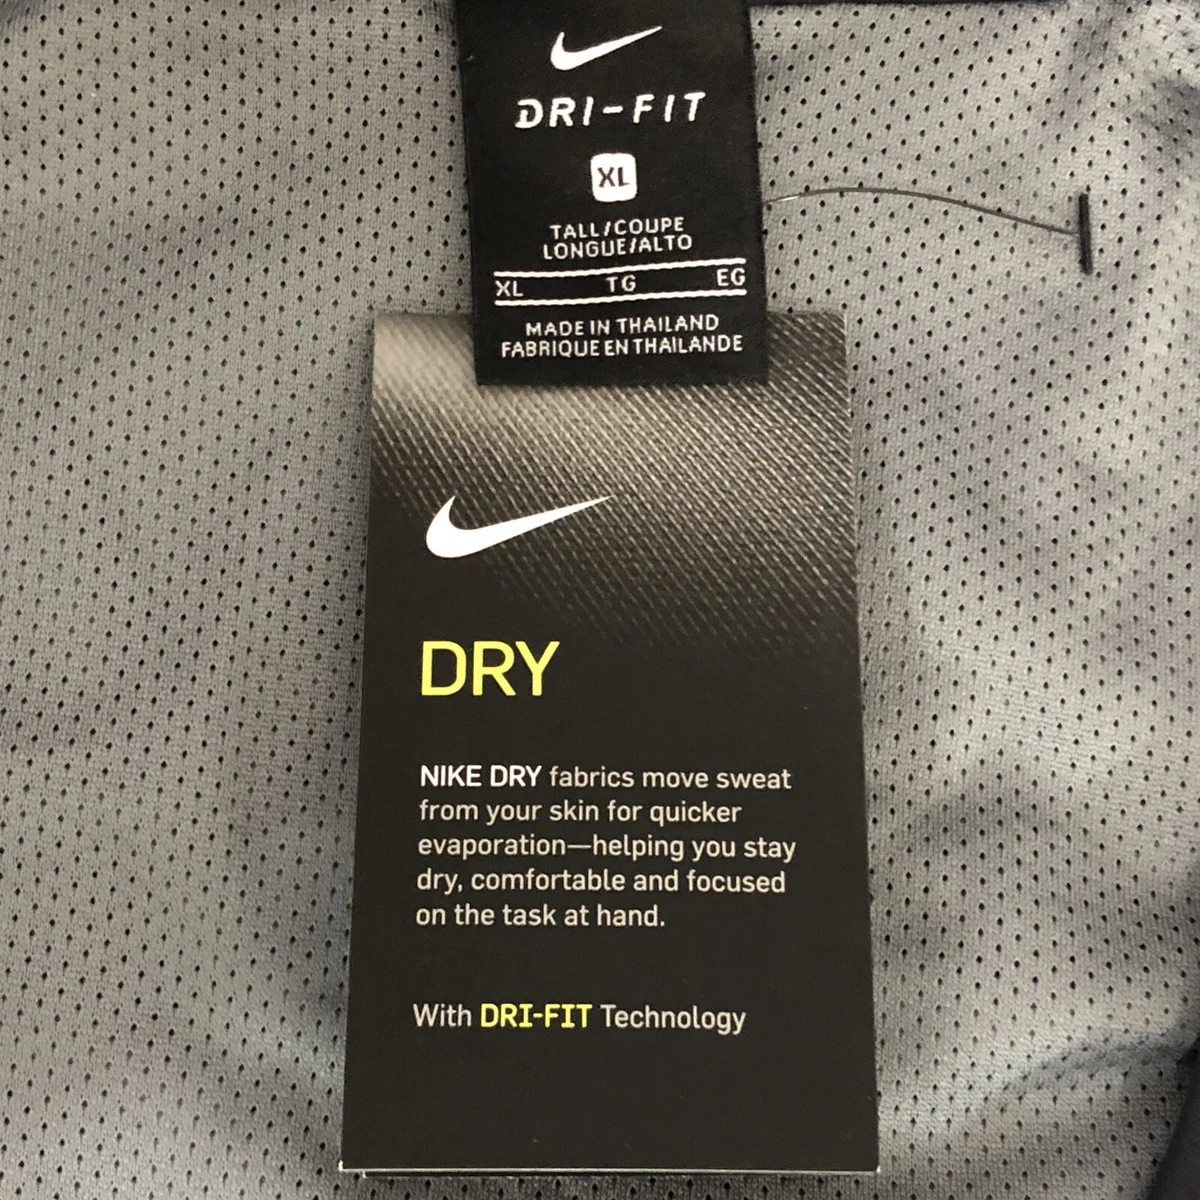 DRI-FIT
XL
TALL/COUPE
LONGUE/ALTO
XL TG EG
MADE IN THAILAND
FABRIQUE EN THAILANDE
DRY
NIKE DRY fabrics move sweat
from your skin for quicker
evaporation—helping you stay
dry, comfortable and focused
on the task at hand.
With DRI-FIT Technology